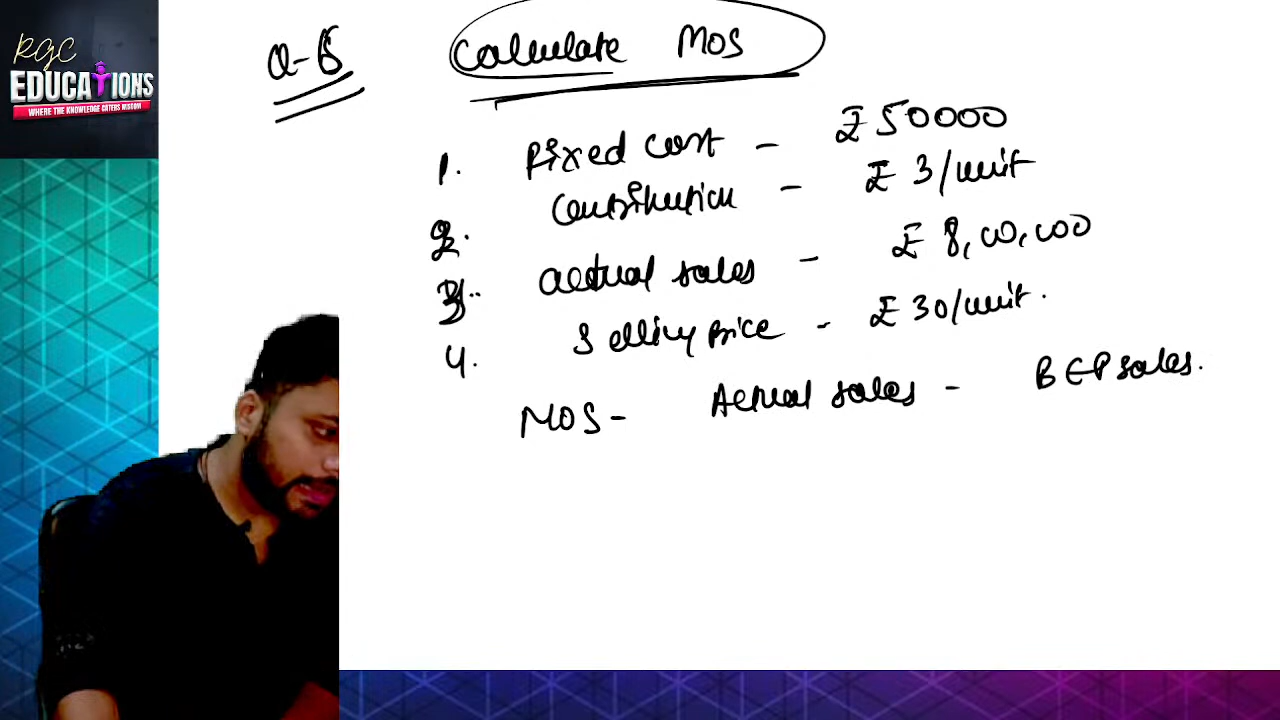 RGC
EDUCATIONS
WHERE THE KNOWLEDGE CATERS WISDOM
Q-6 Calculate MOS
1. Fixed cost - ₹ 50000
2. Contribution - ₹ 3/unit
3. actual sales - ₹ 8,00,000
4. Selling price - ₹ 30/unit.
MOS - Actual sales - BEP sales.